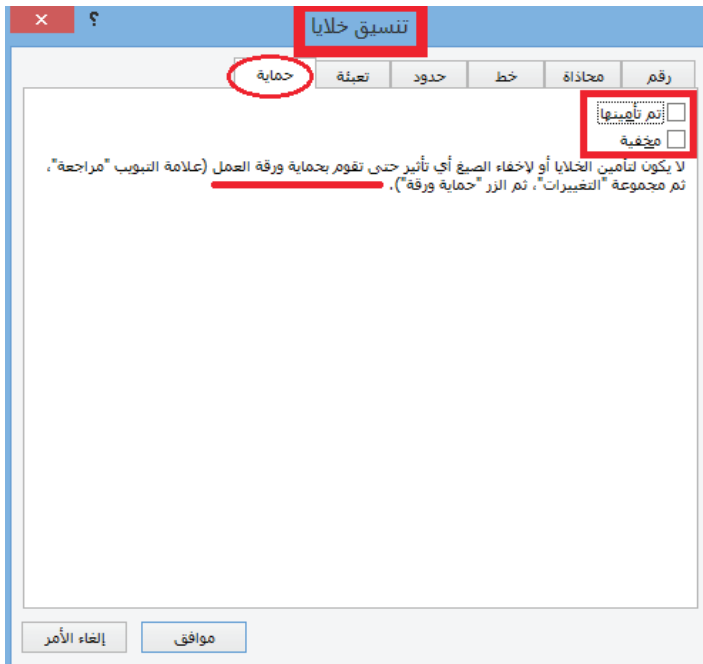 تنسيق خلايا
؟
رقم
محاذاة
خط
حدود
تعبئة
حماية
تم تأمينها
مخفية
لا يكون لتأمين الخلايا أو لإخفاء الصيغ أي تأثير حتى تقوم بحماية ورقة العمل (علامة التبويب "مراجعة"،
ثم مجموعة "التغييرات"، ثم الزر "حماية ورقة").
موافق
إلغاء الأمر